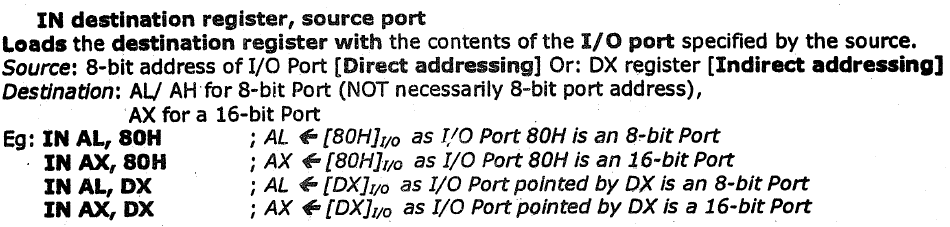 IN destination register, source port
Loads the destination register with the contents of the I/O port specified by the source.
Source: 8-bit address of I/O Port [Direct addressing] Or: DX register [Indirect addressing]
Destination: AL/ AH for 8-bit Port (NOT necessarily 8-bit port address),
AX for a 16-bit Port
Eg: IN AL, 80H ; AL ← [80H]I/O as I/O Port 80H is an 8-bit Port
IN AX, 80H ; AX ← [80H]I/O as I/O Port 80H is an 16-bit Port
IN AL, DX ; AL ← [DX]I/O as I/O Port pointed by DX is an 8-bit Port
IN AX, DX ; AX ← [DX]I/O as I/O Port pointed by DX is a 16-bit Port